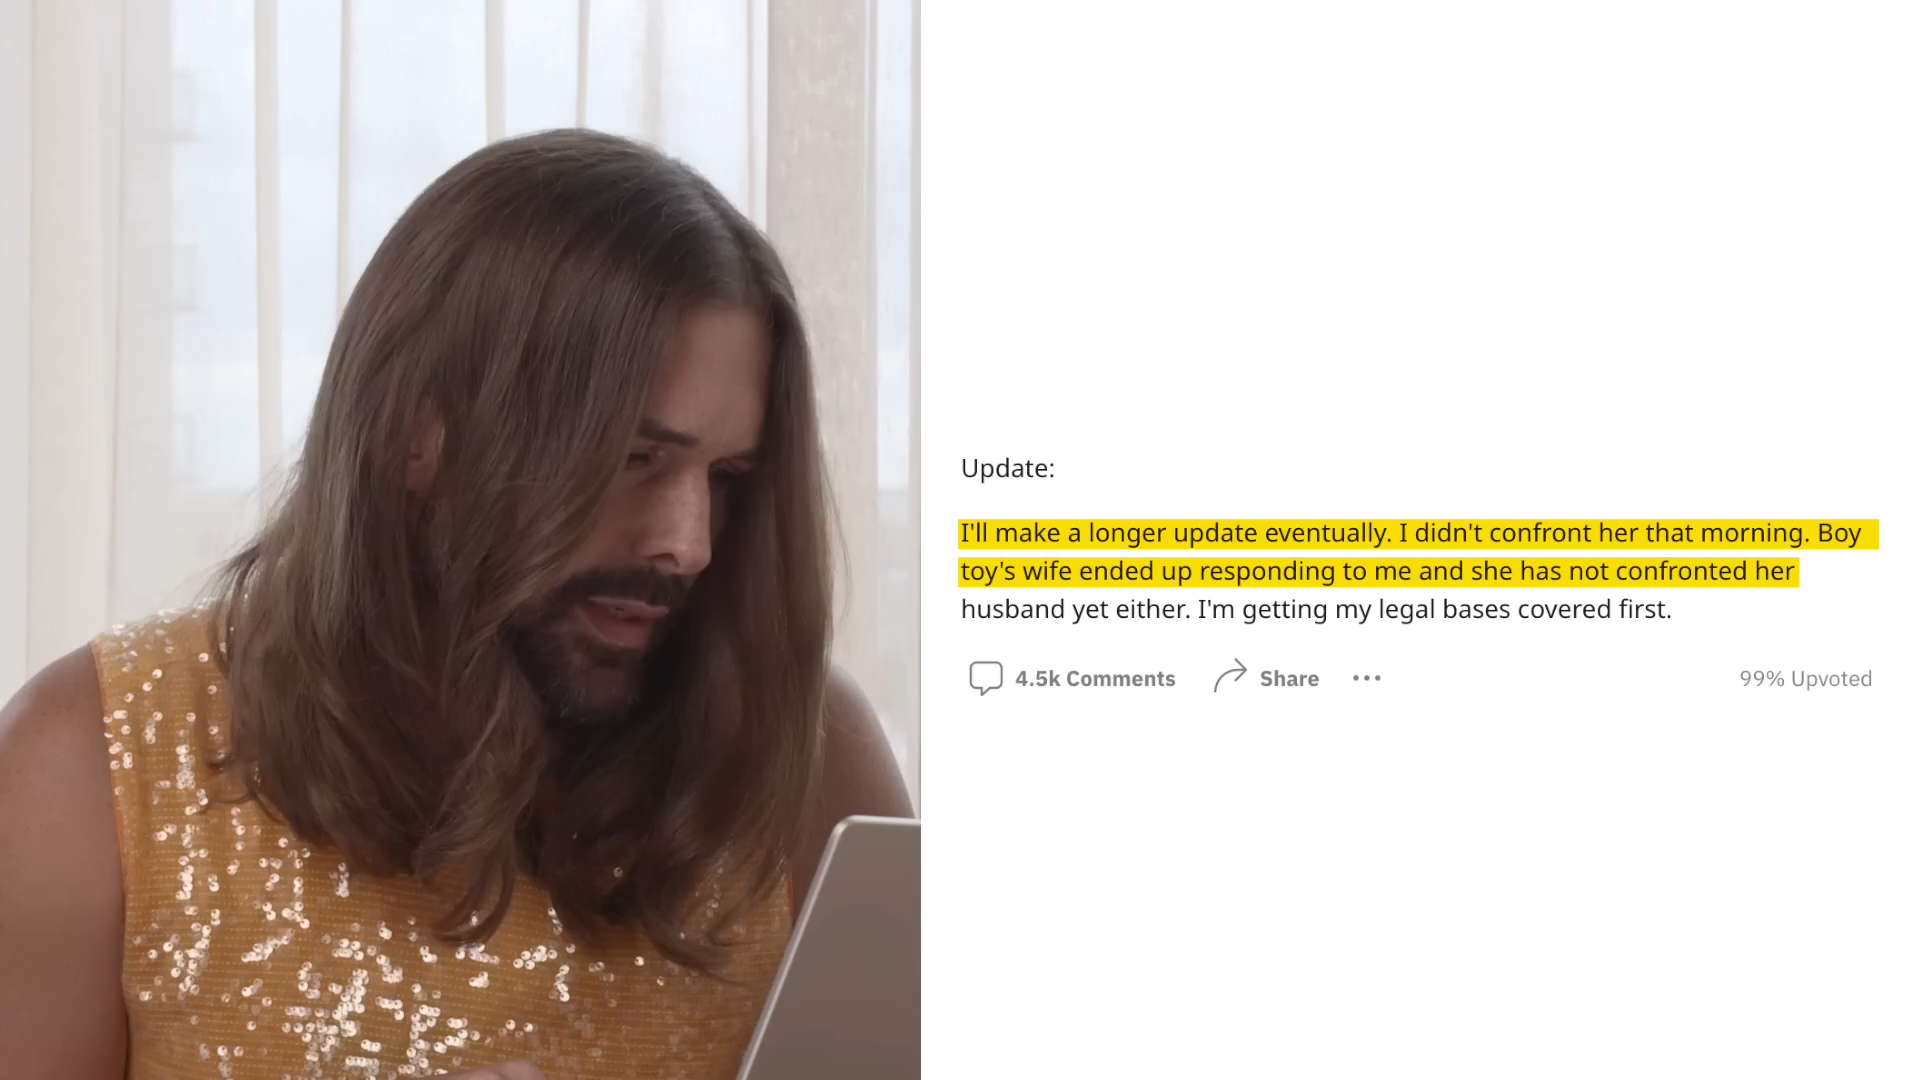 Update:
I'll make a longer update eventually. I didn't confront her that morning. Boy
toy's wife ended up responding to me and she has not confronted her
husband yet either. I'm getting my legal bases covered first.
4.5k Comments Share ••• 99% Upvoted